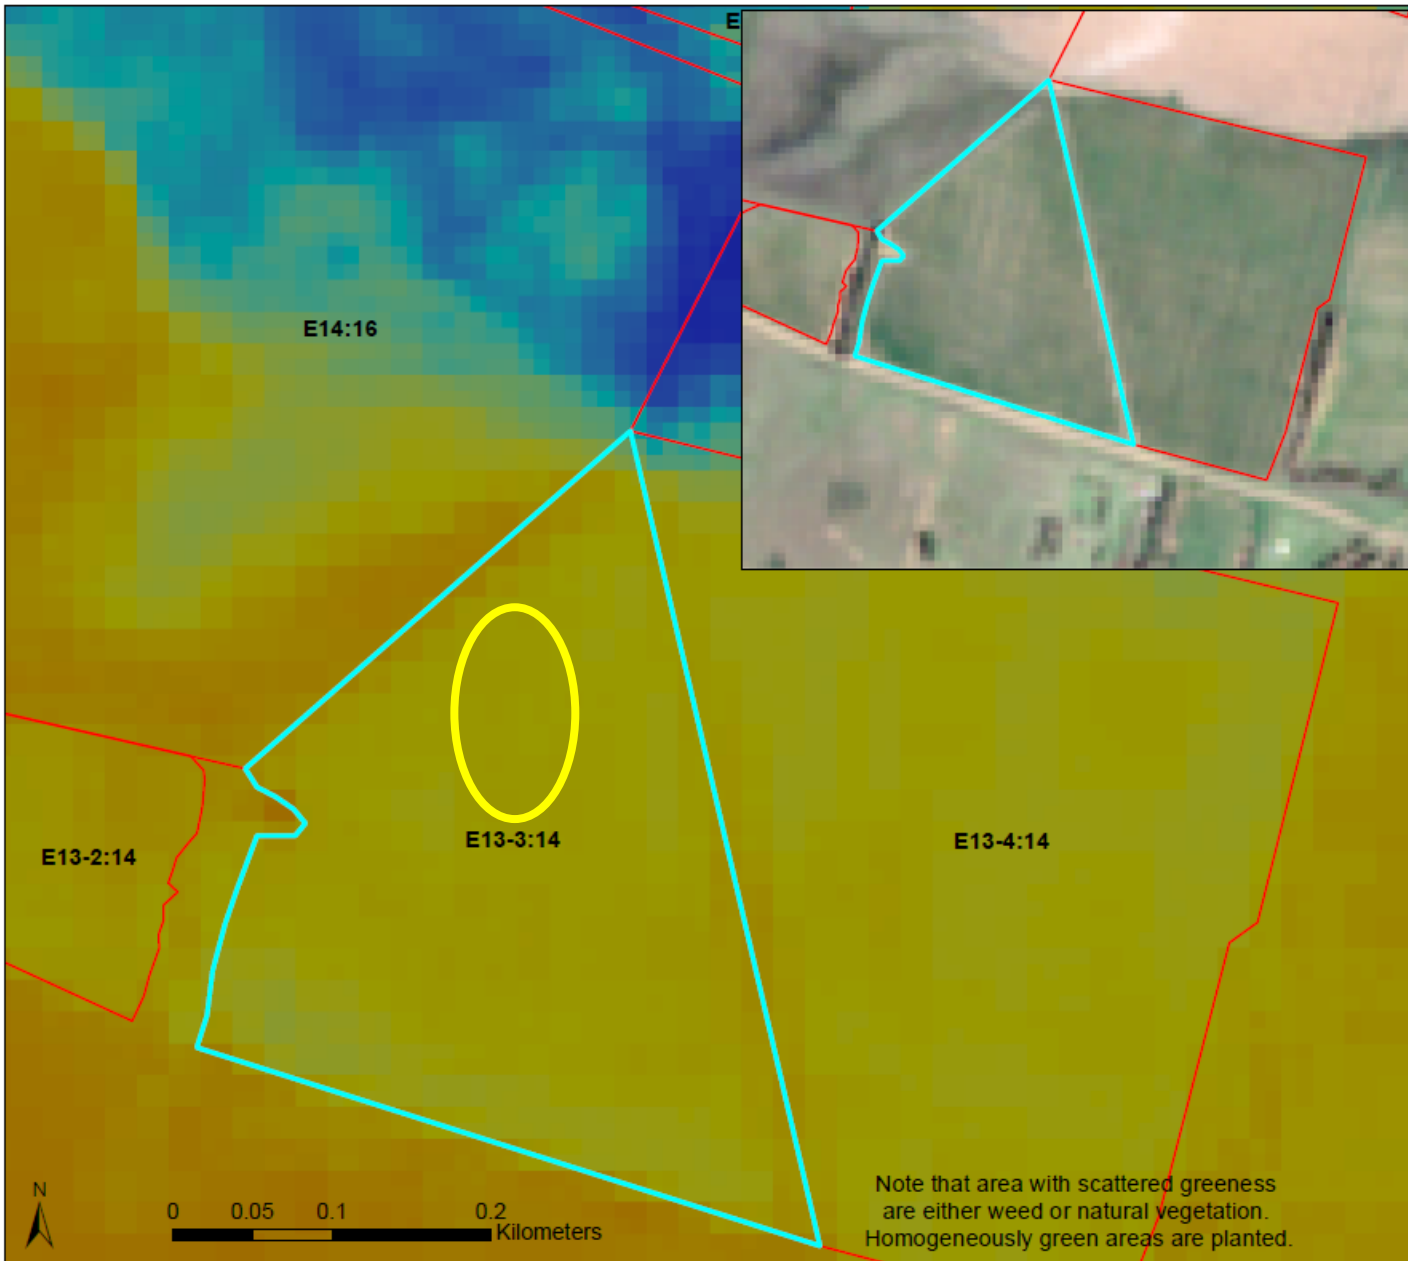 E
E14:16
E13-3:14
E13-2:14
E13-4:14
N
0 0.05 0.1 0.2
Kilometers
Note that area with scattered greeness
are either weed or natural vegetation.
Homogeneously green areas are planted.